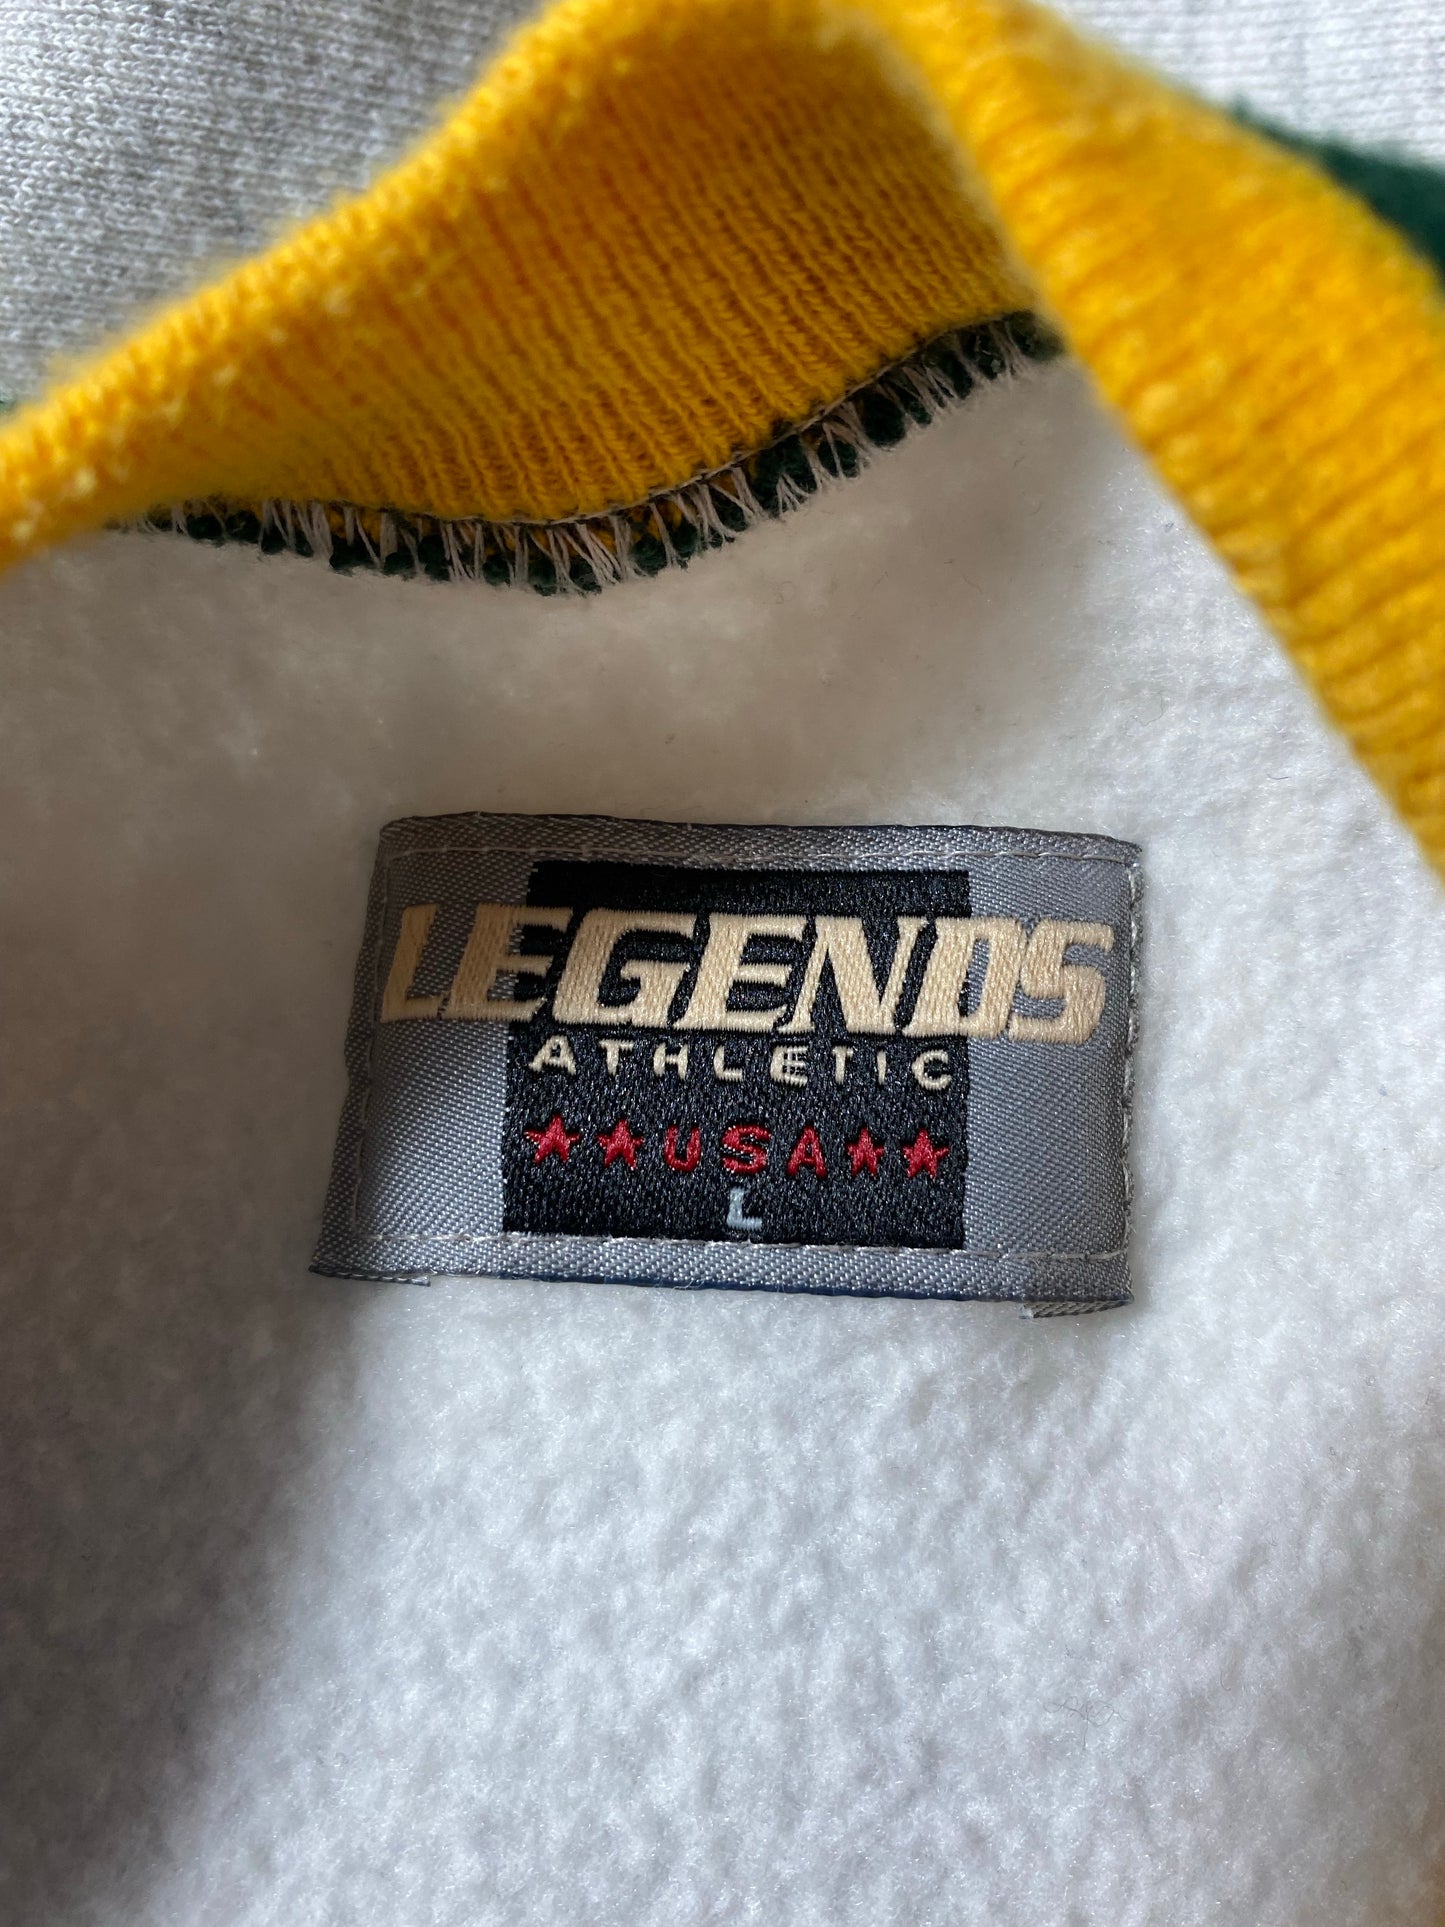 LEGENDS
ATHLETIC
★★USA★★
L